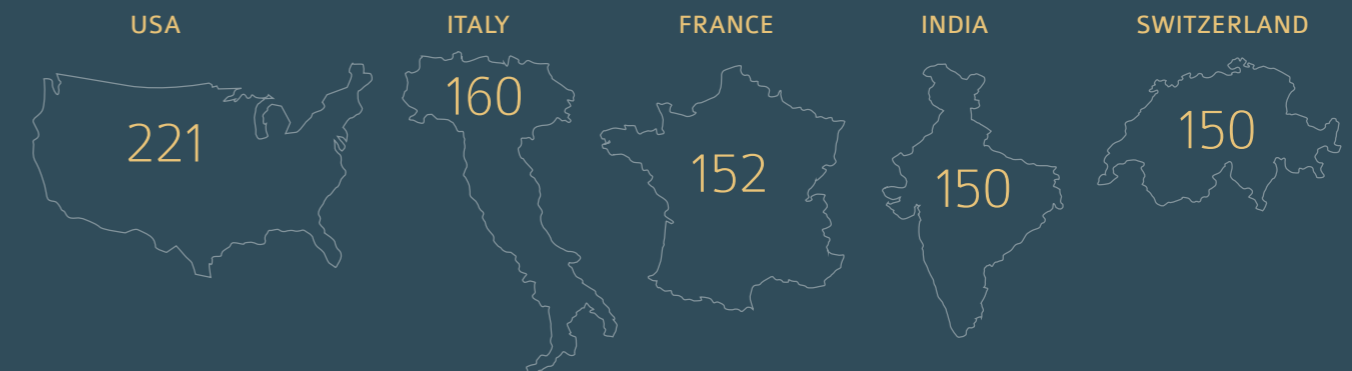 USA
221
ITALY
160
FRANCE
152
INDIA
150
SWITZERLAND
150